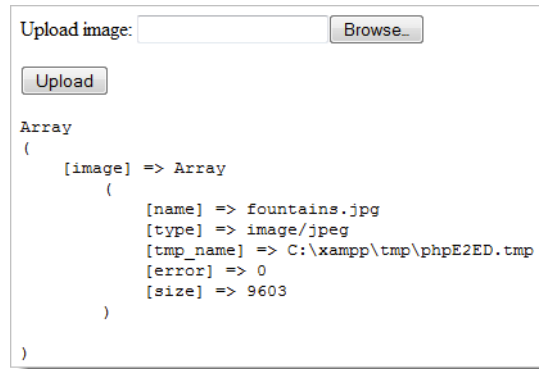 Upload image: Browse...
Upload
Array
(
    [image] => Array
        (
            [name] => fountains.jpg
            [type] => image/jpeg
            [tmp_name] => C:\xampp\tmp\phpE2ED.tmp
            [error] => 0
            [size] => 9603
        )
)